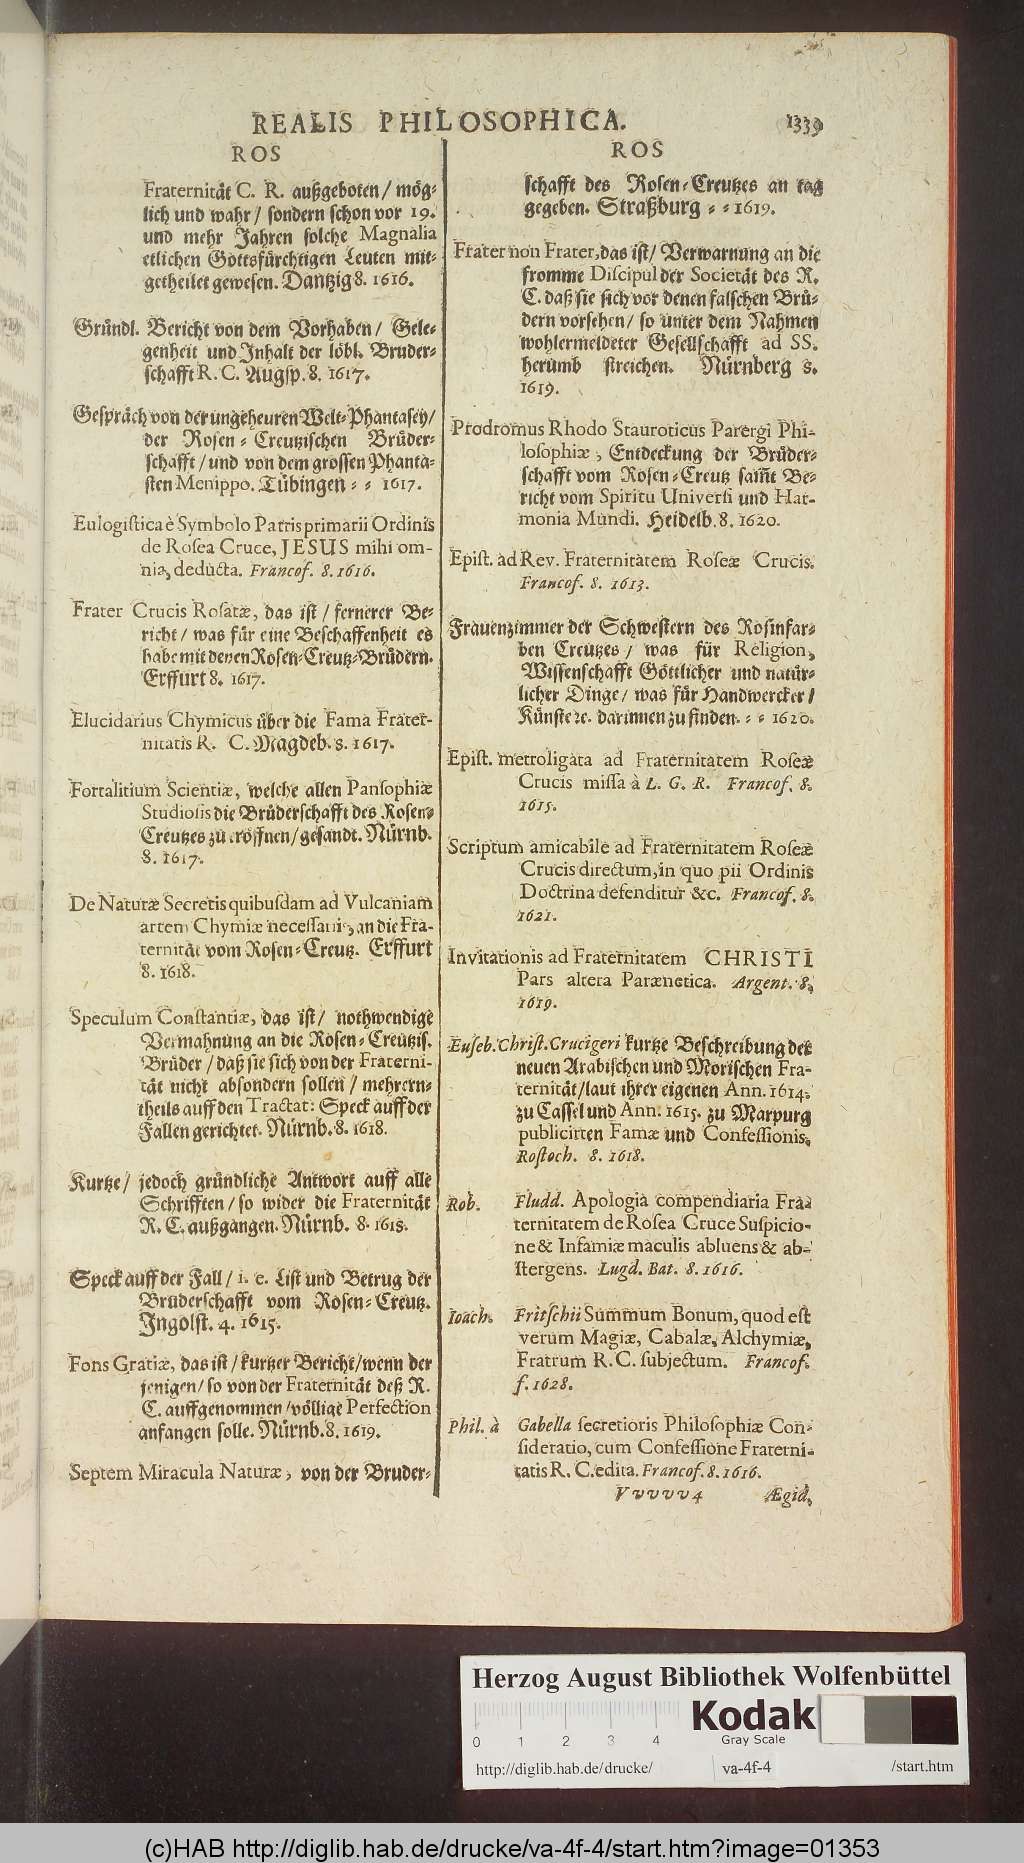 REALIS PHILOSOPHICA. 1339
ROS
Fraternität C. R. außgeboten/ mög-
lich und wahr/ sondern schon vor 19.
und mehr Jahren solche Magnalia
etlichen Gottsfürchtigen Leuten mit-
getheilet gewesen. Dantzig 8. 1616.
Gründl. Bericht von dem Vorhaben/ Gele-
genheit und Inhalt der löbl. Bruder-
schafft R. C. Augsp. 8. 1617.
Gespräch von der ungeheuren Welt-Phantasey/
der Rosen-Creutzischen Brüder-
schafft/ und von dem grossen Phanta-
sten Menippo. Tübingen - - 1617.
Eulogistica è Symbolo Patris primarii Ordinis
de Rosea Cruce, JESUS mihi om-
nia, deducta. Francof. 8. 1616.
Frater Crucis Rosatæ, das ist/ fernerer Be-
richt/ was für eine Beschaffenheit es
habe mit denen Rosen-Creutz-Brüdern.
Erffurt 8. 1617.
Elucidarius Chymicus über die Fama Frater-
nitatis R. C. Magdeb. 8. 1617.
Fortalitium Scientiæ, welche allen Pansophiæ
Studiosis die Brüderschafft des Rosen-
Creutzes zu eröffnen/ gesandt. Nürnb.
8. 1617.
De Naturæ Secretis quibusdam ad Vulcaniam
artem Chymiæ necessariis, an die Fra-
ternität vom Rosen-Creutz. Erffurt
8. 1618.
Speculum Constantiæ, das ist/ nothwendige
Vermahnung an die Rosen-Creutzis.
Brüder/ daß sie sich von der Fraterni-
tät nicht absondern sollen/ mehrern-
theils auff den Tractat: Speck auff der
Fallen gerichtet. Nürnb. 8. 1618.
Kurtze/ jedoch gründliche Antwort auff alle
Schrifften/ so wider die Fraternität
R. C. außgangen. Nürnb. 8. 1618.
Speck auff der Fall/ i. e. List und Betrug der
Bruderschafft vom Rosen-Creutz.
Ingolst. 4. 1615.
Fons Gratiæ, das ist/ kurtzer Bericht/ wenn der
jenigen/ so von der Fraternität deß R.
C. auffgenommen/ völlige Perfection
anfangen solle. Nürnb. 8. 1619.
Septem Miracula Naturæ, von der Bruder-
ROS
schafft des Rosen-Creutzes an tag
gegeben. Straßburg - - 1619.
Frater non Frater, das ist/ Verwarnung an die
fromme Discipul der Societät des R.
C. daß sie sich vor denen falschen Brü-
dern vorsehen/ so unter dem Nahmen
wohlermeldeter Gesellschafft ad SS.
herumb streichen. Nürnberg 8.
1619.
Prodromus Rhodo Stauroticus Parergi Phi-
losophiæ, Entdeckung der Brüder-
schafft vom Rosen-Creutz sam̃t Be-
richt vom Spiritu Universi und Har-
monia Mundi. Heidelb. 8. 1620.
Epist. ad Rev. Fraternitatem Roseæ Crucis.
Francof. 8. 1613.
Frauenzimmer der Schwestern des Rosinfar-
ben Creutzes/ was für Religion,
Wissenschafft Göttlicher und natür-
licher Dinge/ was für Handwercker/
Künste ꝛc. darinnen zu finden. - - 1620.
Epist. metroligata ad Fraternitatem Roseæ
Crucis missa à L. G. R. Francof. 8.
1615.
Scriptum amicabile ad Fraternitatem Roseæ
Crucis directum, in quo pii Ordinis
Doctrina defenditur &c. Francof. 8.
1621.
Invitationis ad Fraternitatem CHRISTI
Pars altera Parænetica. Argent. 8.
1619.
Euseb. Christ. Crucigeri kurtze Beschreibung der
neuen Arabischen und Morischen Fra-
ternität/ laut ihrer eigenen Ann. 1614.
zu Cassel und Ann. 1615. zu Marpurg
publicirten Famæ und Confessionis.
Rostoch. 8. 1618.
Rob. Fludd. Apologia compendiaria Fra-
ternitatem de Rosea Cruce Suspicio-
ne & Infamiæ maculis abluens & ab-
stergens. Lugd. Bat. 8. 1616.
Ioach. Fritschii Summum Bonum, quod est
verum Magiæ, Cabalæ, Alchymiæ,
Fratrum R. C. subjectum. Francof.
f. 1628.
Phil. à Gabella secretioris Philosophiæ Con-
sideratio, cum Confessione Fraterni-
tatis R. C. edita. Francof. 8. 1616.
Vvvvvv 4 Ægid.
Herzog August Bibliothek Wolfenbüttel
0 1 2 3 4 Kodak
Gray Scale
http://diglib.hab.de/drucke/ va-4f-4 /start.htm
(c)HAB http://diglib.hab.de/drucke/va-4f-4/start.htm?image=01353